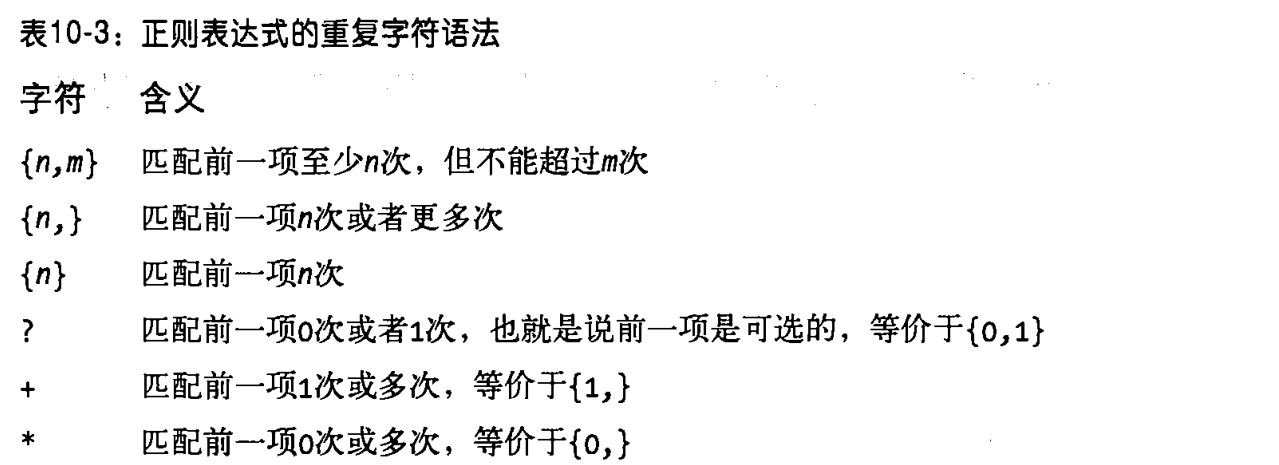 表10-3：正则表达式的重复字符语法
字符 含义
{n,m} 匹配前一项至少n次，但不能超过m次
{n,} 匹配前一项n次或者更多次
{n} 匹配前一项n次
? 匹配前一项0次或者1次，也就是说前一项是可选的，等价于{0,1}
+ 匹配前一项1次或多次，等价于{1,}
* 匹配前一项0次或多次，等价于{0,}